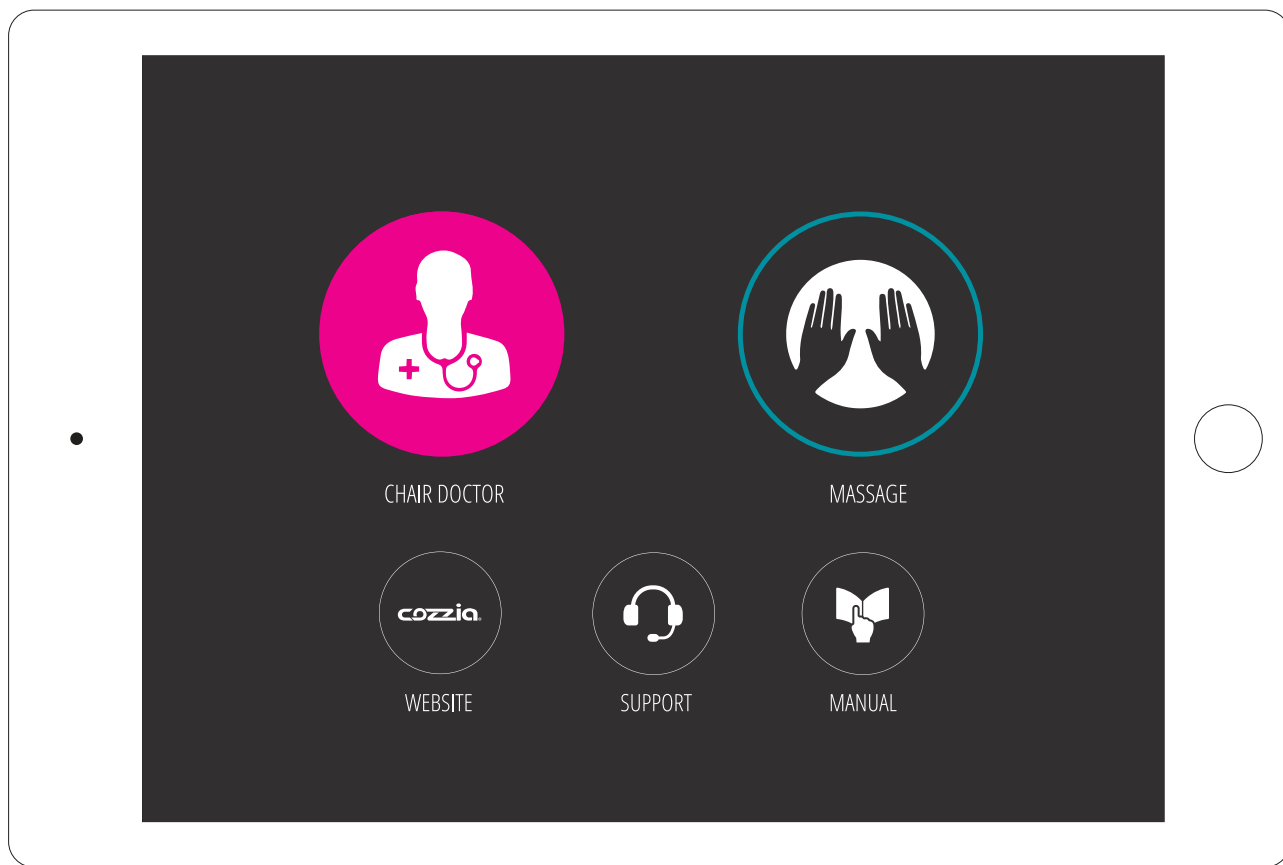 CHAIR DOCTOR
MASSAGE
cozzia
WEBSITE
SUPPORT
MANUAL